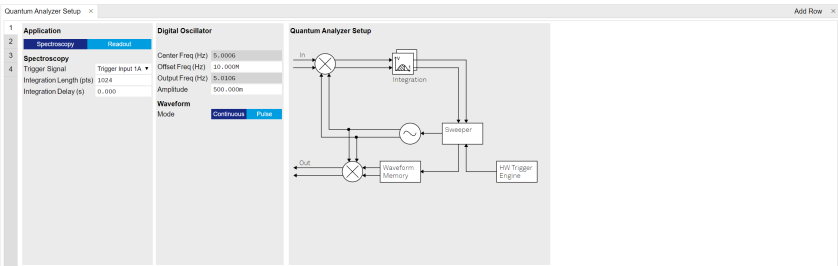 Quantum Analyzer Setup × Add Row ×
1
2
3
4
Application
Spectroscopy Readout
Spectroscopy
Trigger Signal Trigger Input 1A ▼
Integration Length (pts) 1024
Integration Delay (s) 0.000
Digital Oscillator
Center Freq (Hz) 5.000G
Offset Freq (Hz) 10.000M
Output Freq (Hz) 5.010G
Amplitude 500.000m
Waveform
Mode Continuous Pulse
Quantum Analyzer Setup
In
+V
Integration
Sweeper
Out
Waveform
Memory
HW Trigger
Engine